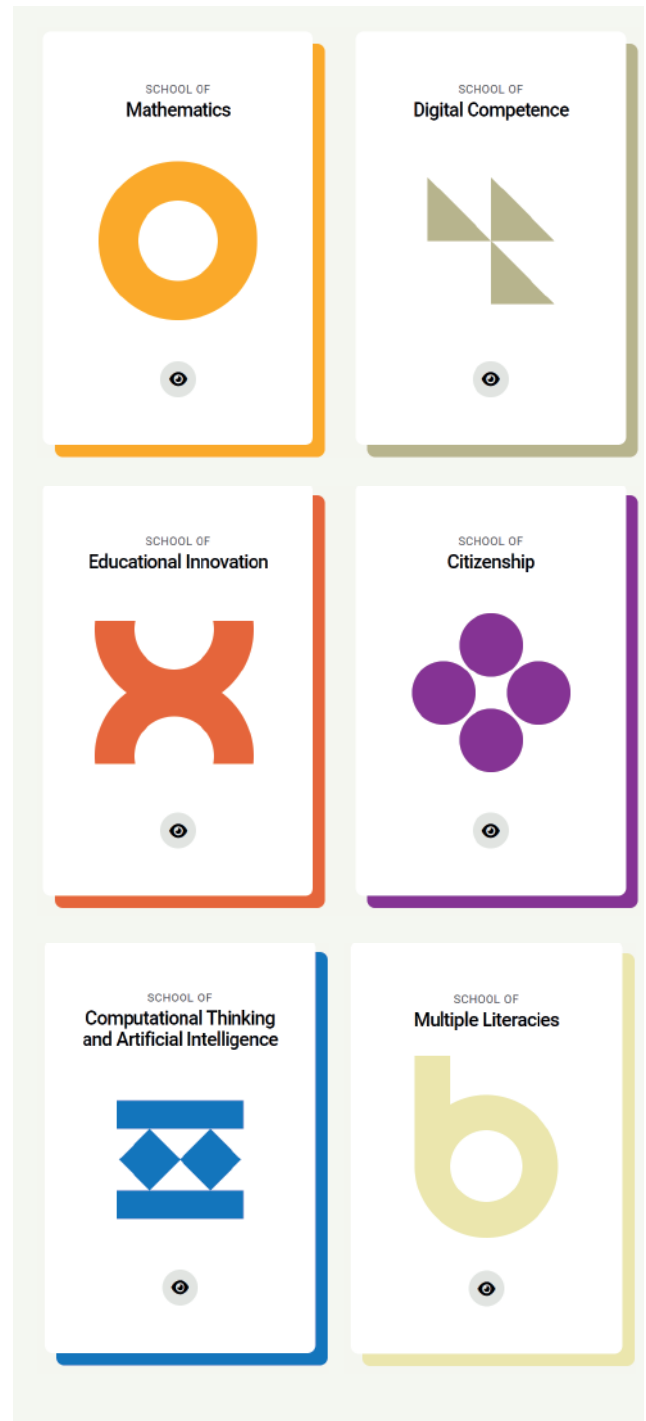 SCHOOL OF
Mathematics
SCHOOL OF
Digital Competence
SCHOOL OF
Educational Innovation
SCHOOL OF
Citizenship
SCHOOL OF
Computational Thinking
and Artificial Intelligence
SCHOOL OF
Multiple Literacies